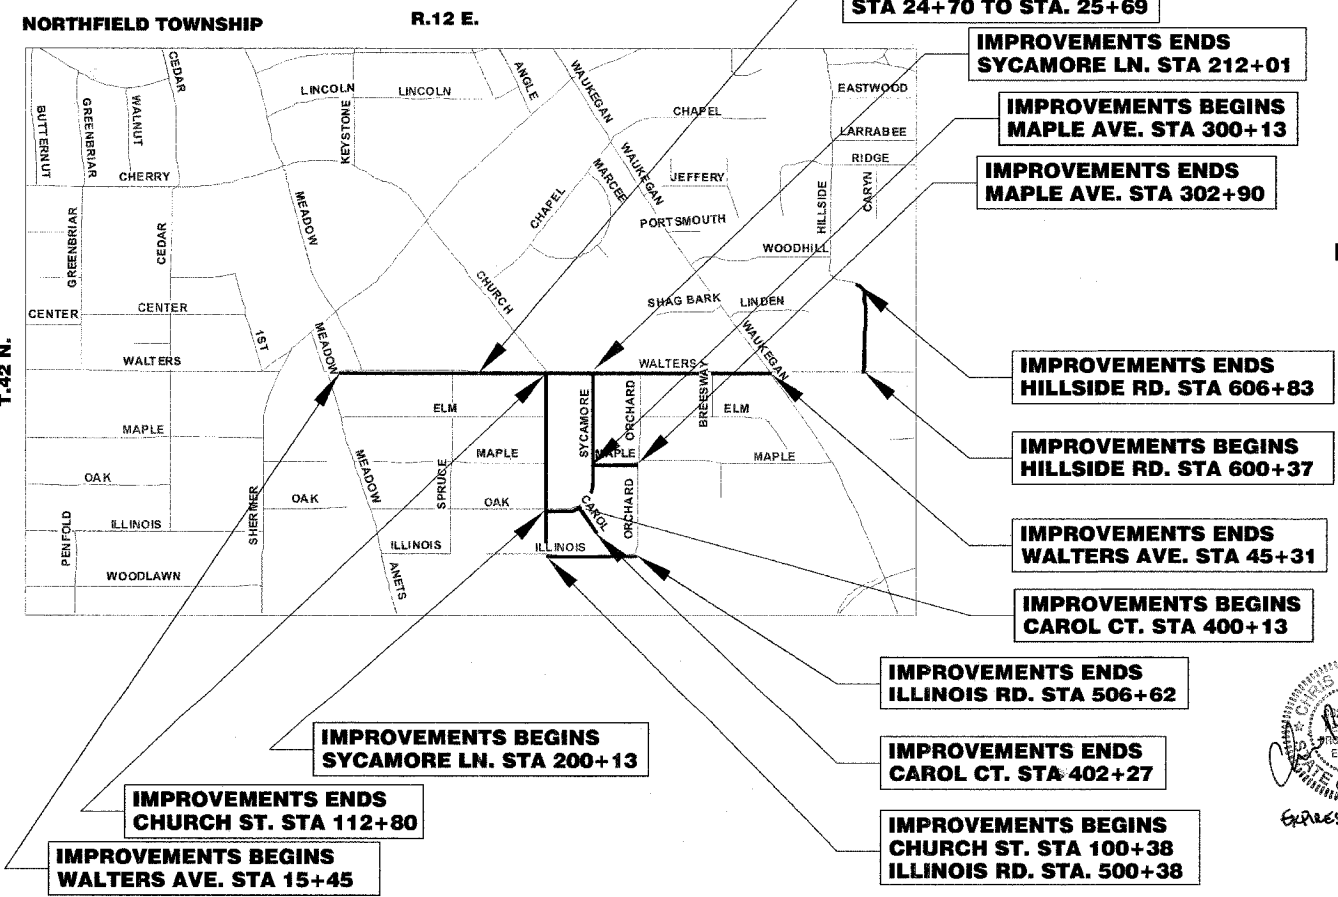 NORTHFIELD TOWNSHIP
R.12 E.
STA 24+70 TO STA. 25+69
IMPROVEMENTS ENDS
SYCAMORE LN. STA 212+01
IMPROVEMENTS BEGINS
MAPLE AVE. STA 300+13
IMPROVEMENTS ENDS
MAPLE AVE. STA 302+90
T.42 N.
CEDAR
LINCOLN
LINCOLN
ANGLE
WAUKEGAN
EASTWOOD
BUTTERNUT
GREENBRIAR
WALNUT
KEYSTONE
CHAPEL
LARRABEE
RIDGE
CHERRY
WAUKEGAN
MARCEE
JEFFERY
CARYN
HILLSIDE
CHAPEL
MEADOW
PORTSMOUTH
GREENBRIAR
CEDAR
WOODHILL
CHURCH
SHAG BARK
LINDEN
CENTER
CENTER
1ST
MEADOW
WAUKEGAN
WALTERS
WALTERS
BREESWAY
SYCAMORE
ORCHARD
ELM
ELM
MAPLE
MAPLE
MAPLE
MAPLE
MEADOW
SPRUCE
OAK
OAK
OAK
CAROL
ORCHARD
SHERMER
PENFOLD
ILLINOIS
ILLINOIS
ILLINOIS
WOODLAWN
ANETS
IMPROVEMENTS ENDS
HILLSIDE RD. STA 606+83
IMPROVEMENTS BEGINS
HILLSIDE RD. STA 600+37
IMPROVEMENTS ENDS
WALTERS AVE. STA 45+31
IMPROVEMENTS BEGINS
CAROL CT. STA 400+13
IMPROVEMENTS ENDS
ILLINOIS RD. STA 506+62
IMPROVEMENTS ENDS
CAROL CT. STA 402+27
IMPROVEMENTS BEGINS
CHURCH ST. STA 100+38
ILLINOIS RD. STA. 500+38
IMPROVEMENTS BEGINS
SYCAMORE LN. STA 200+13
IMPROVEMENTS ENDS
CHURCH ST. STA 112+80
IMPROVEMENTS BEGINS
WALTERS AVE. STA 15+45
CHRIS